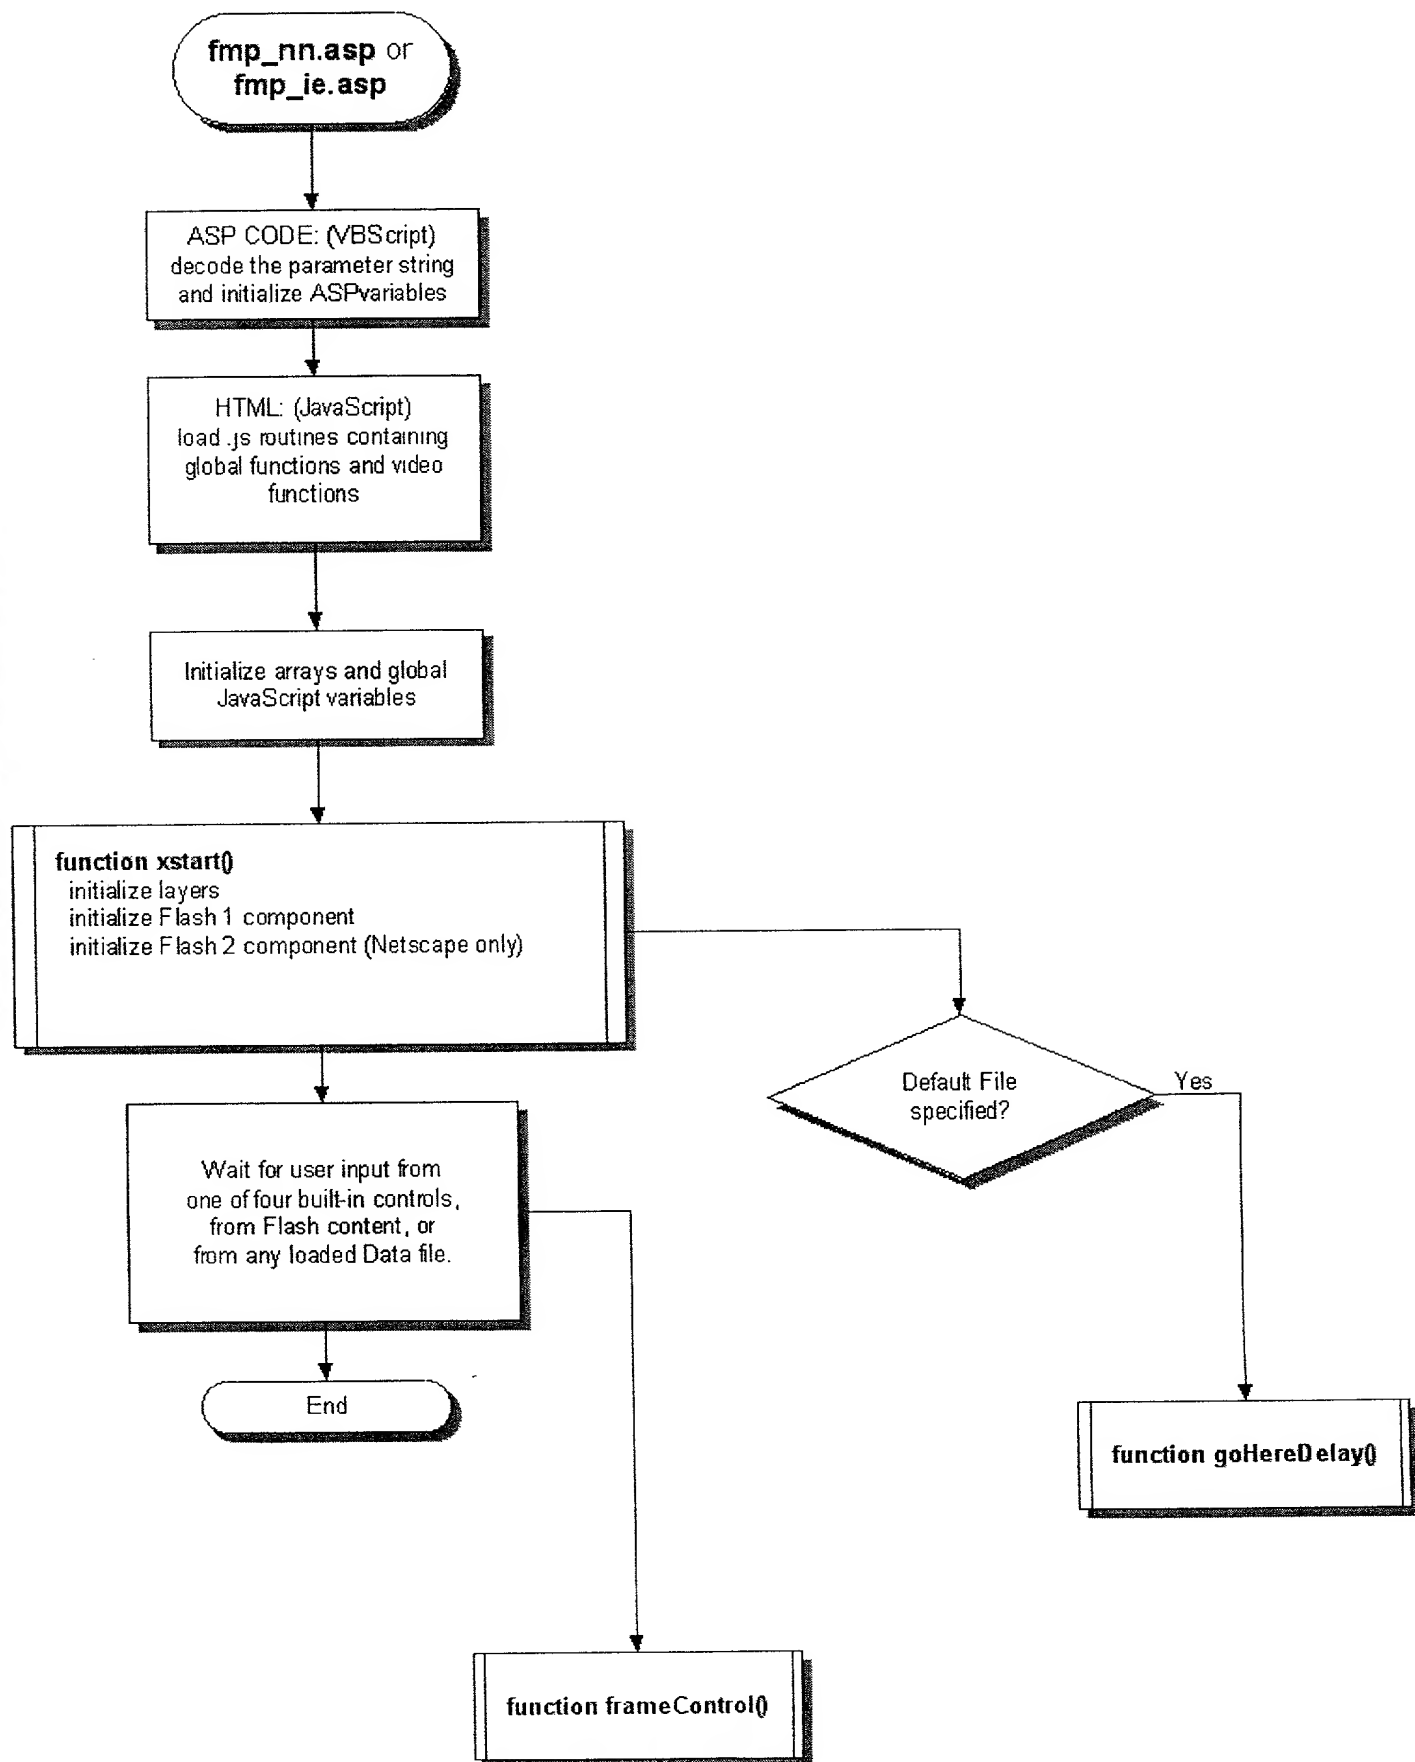 fmp_nn.asp or
fmp_ie.asp
ASP CODE: (VBScript)
decode the parameter string
and initialize ASPvariables
HTML: (JavaScript)
load .js routines containing
global functions and video
functions
Initialize arrays and global
JavaScript variables
function xstart()
initialize layers
initialize Flash 1 component
initialize Flash 2 component (Netscape only)
Default File
specified?
Yes
Wait for user input from
one of four built-in controls,
from Flash content, or
from any loaded Data file.
End
function goHereDelay()
function frameControl()